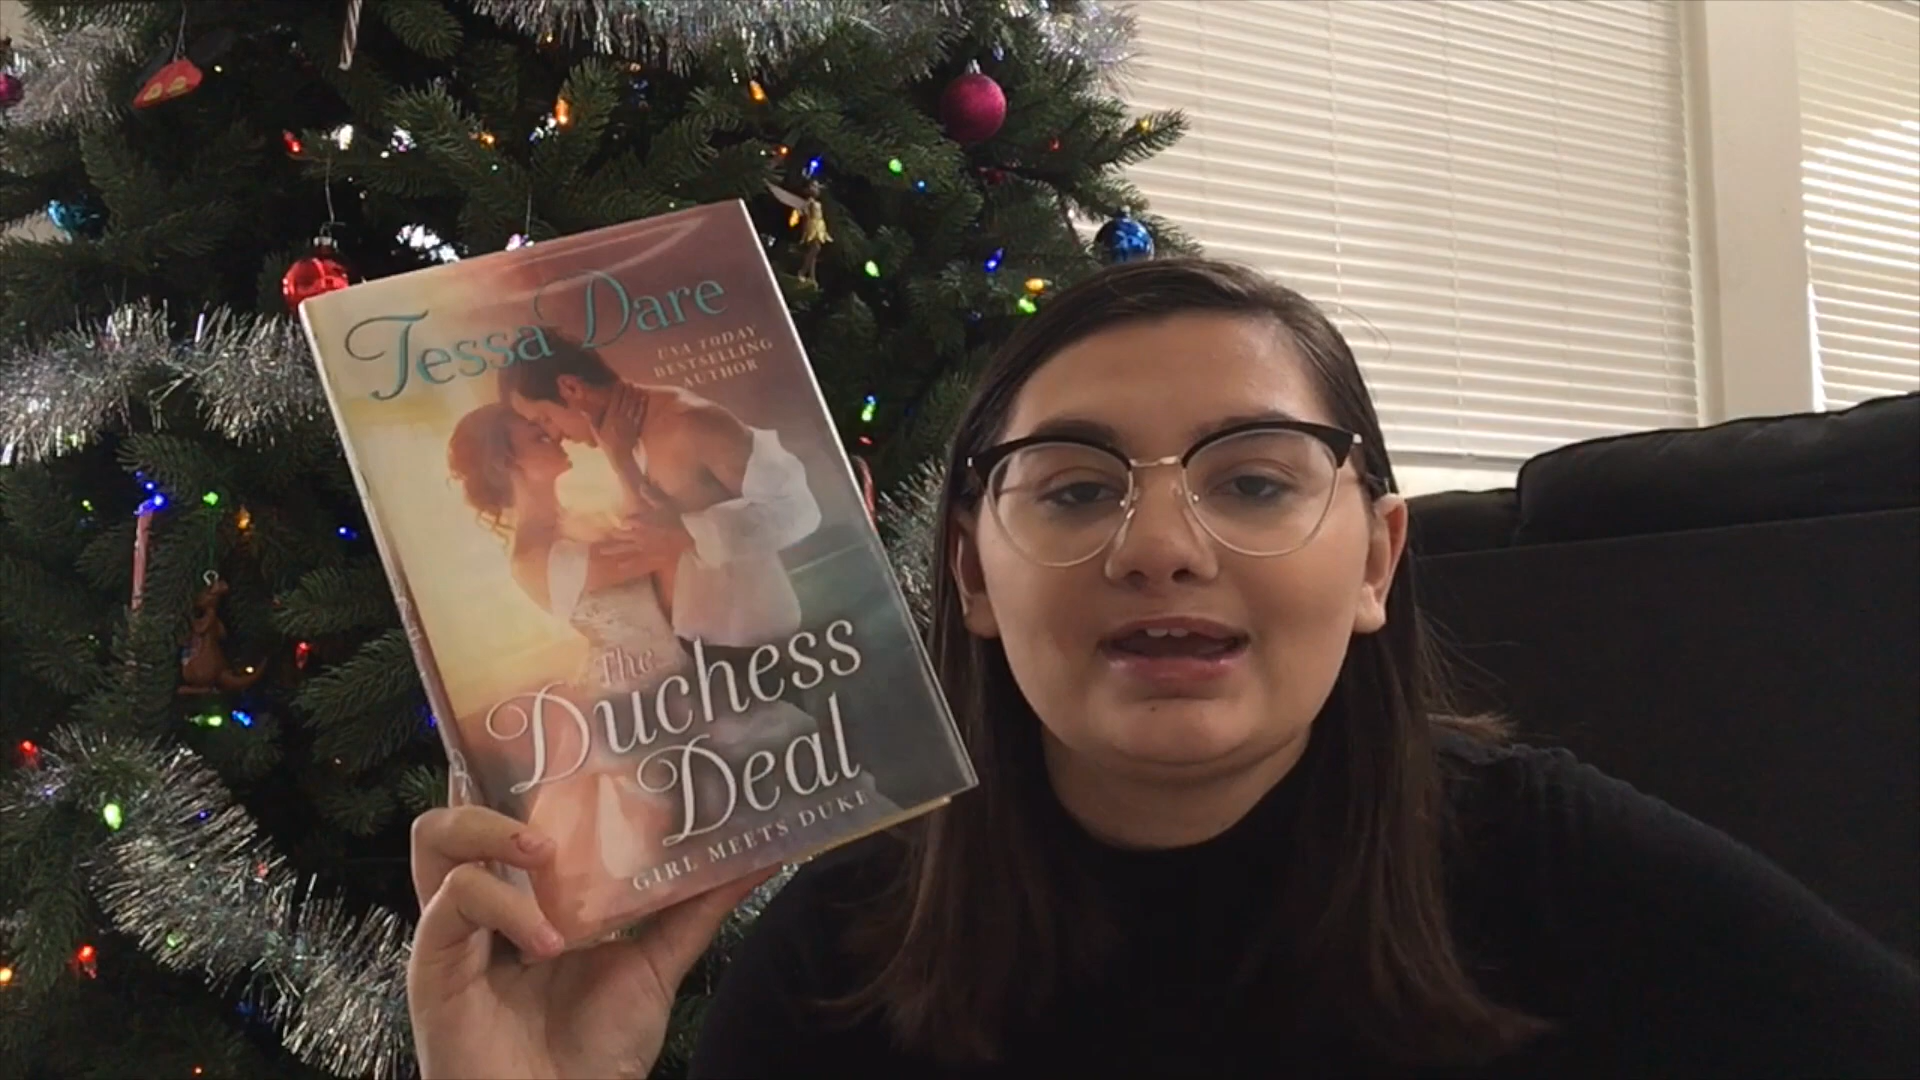 Tessa Dare
USA TODAY
BESTSELLING
AUTHOR
The
Duchess
Deal
GIRL MEETS DUKE